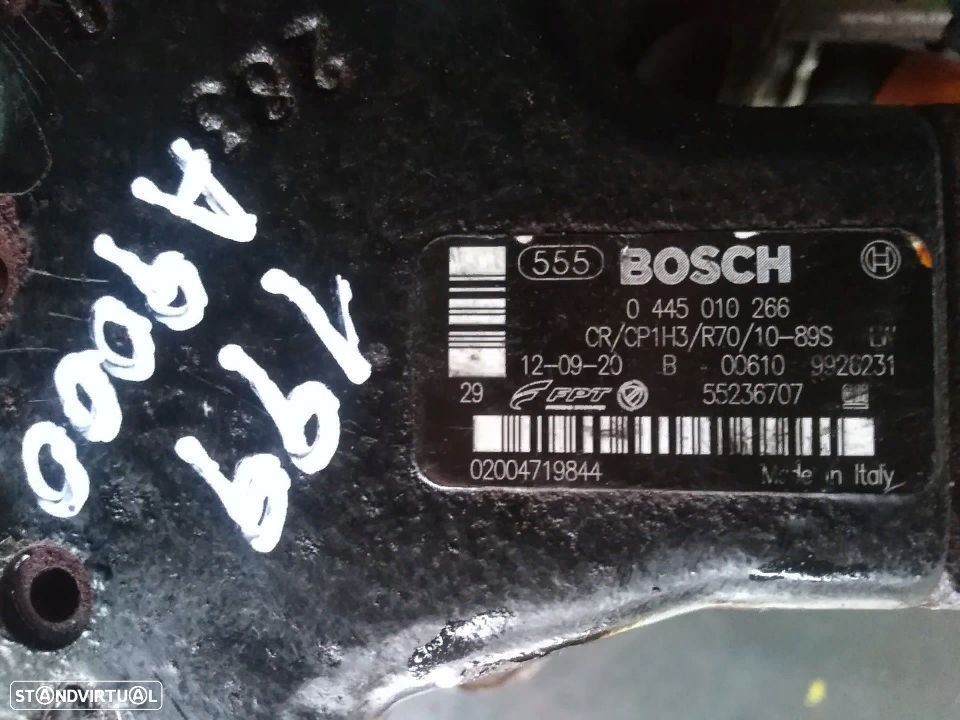 199
A9000
555 BOSCH
0 445 010 266
CR/CP1H3/R70/10-89S
12-09-20 B 00610 9926231
29 FPT 55236707
02004719844
Made in Italy
STANDVIRTUAL